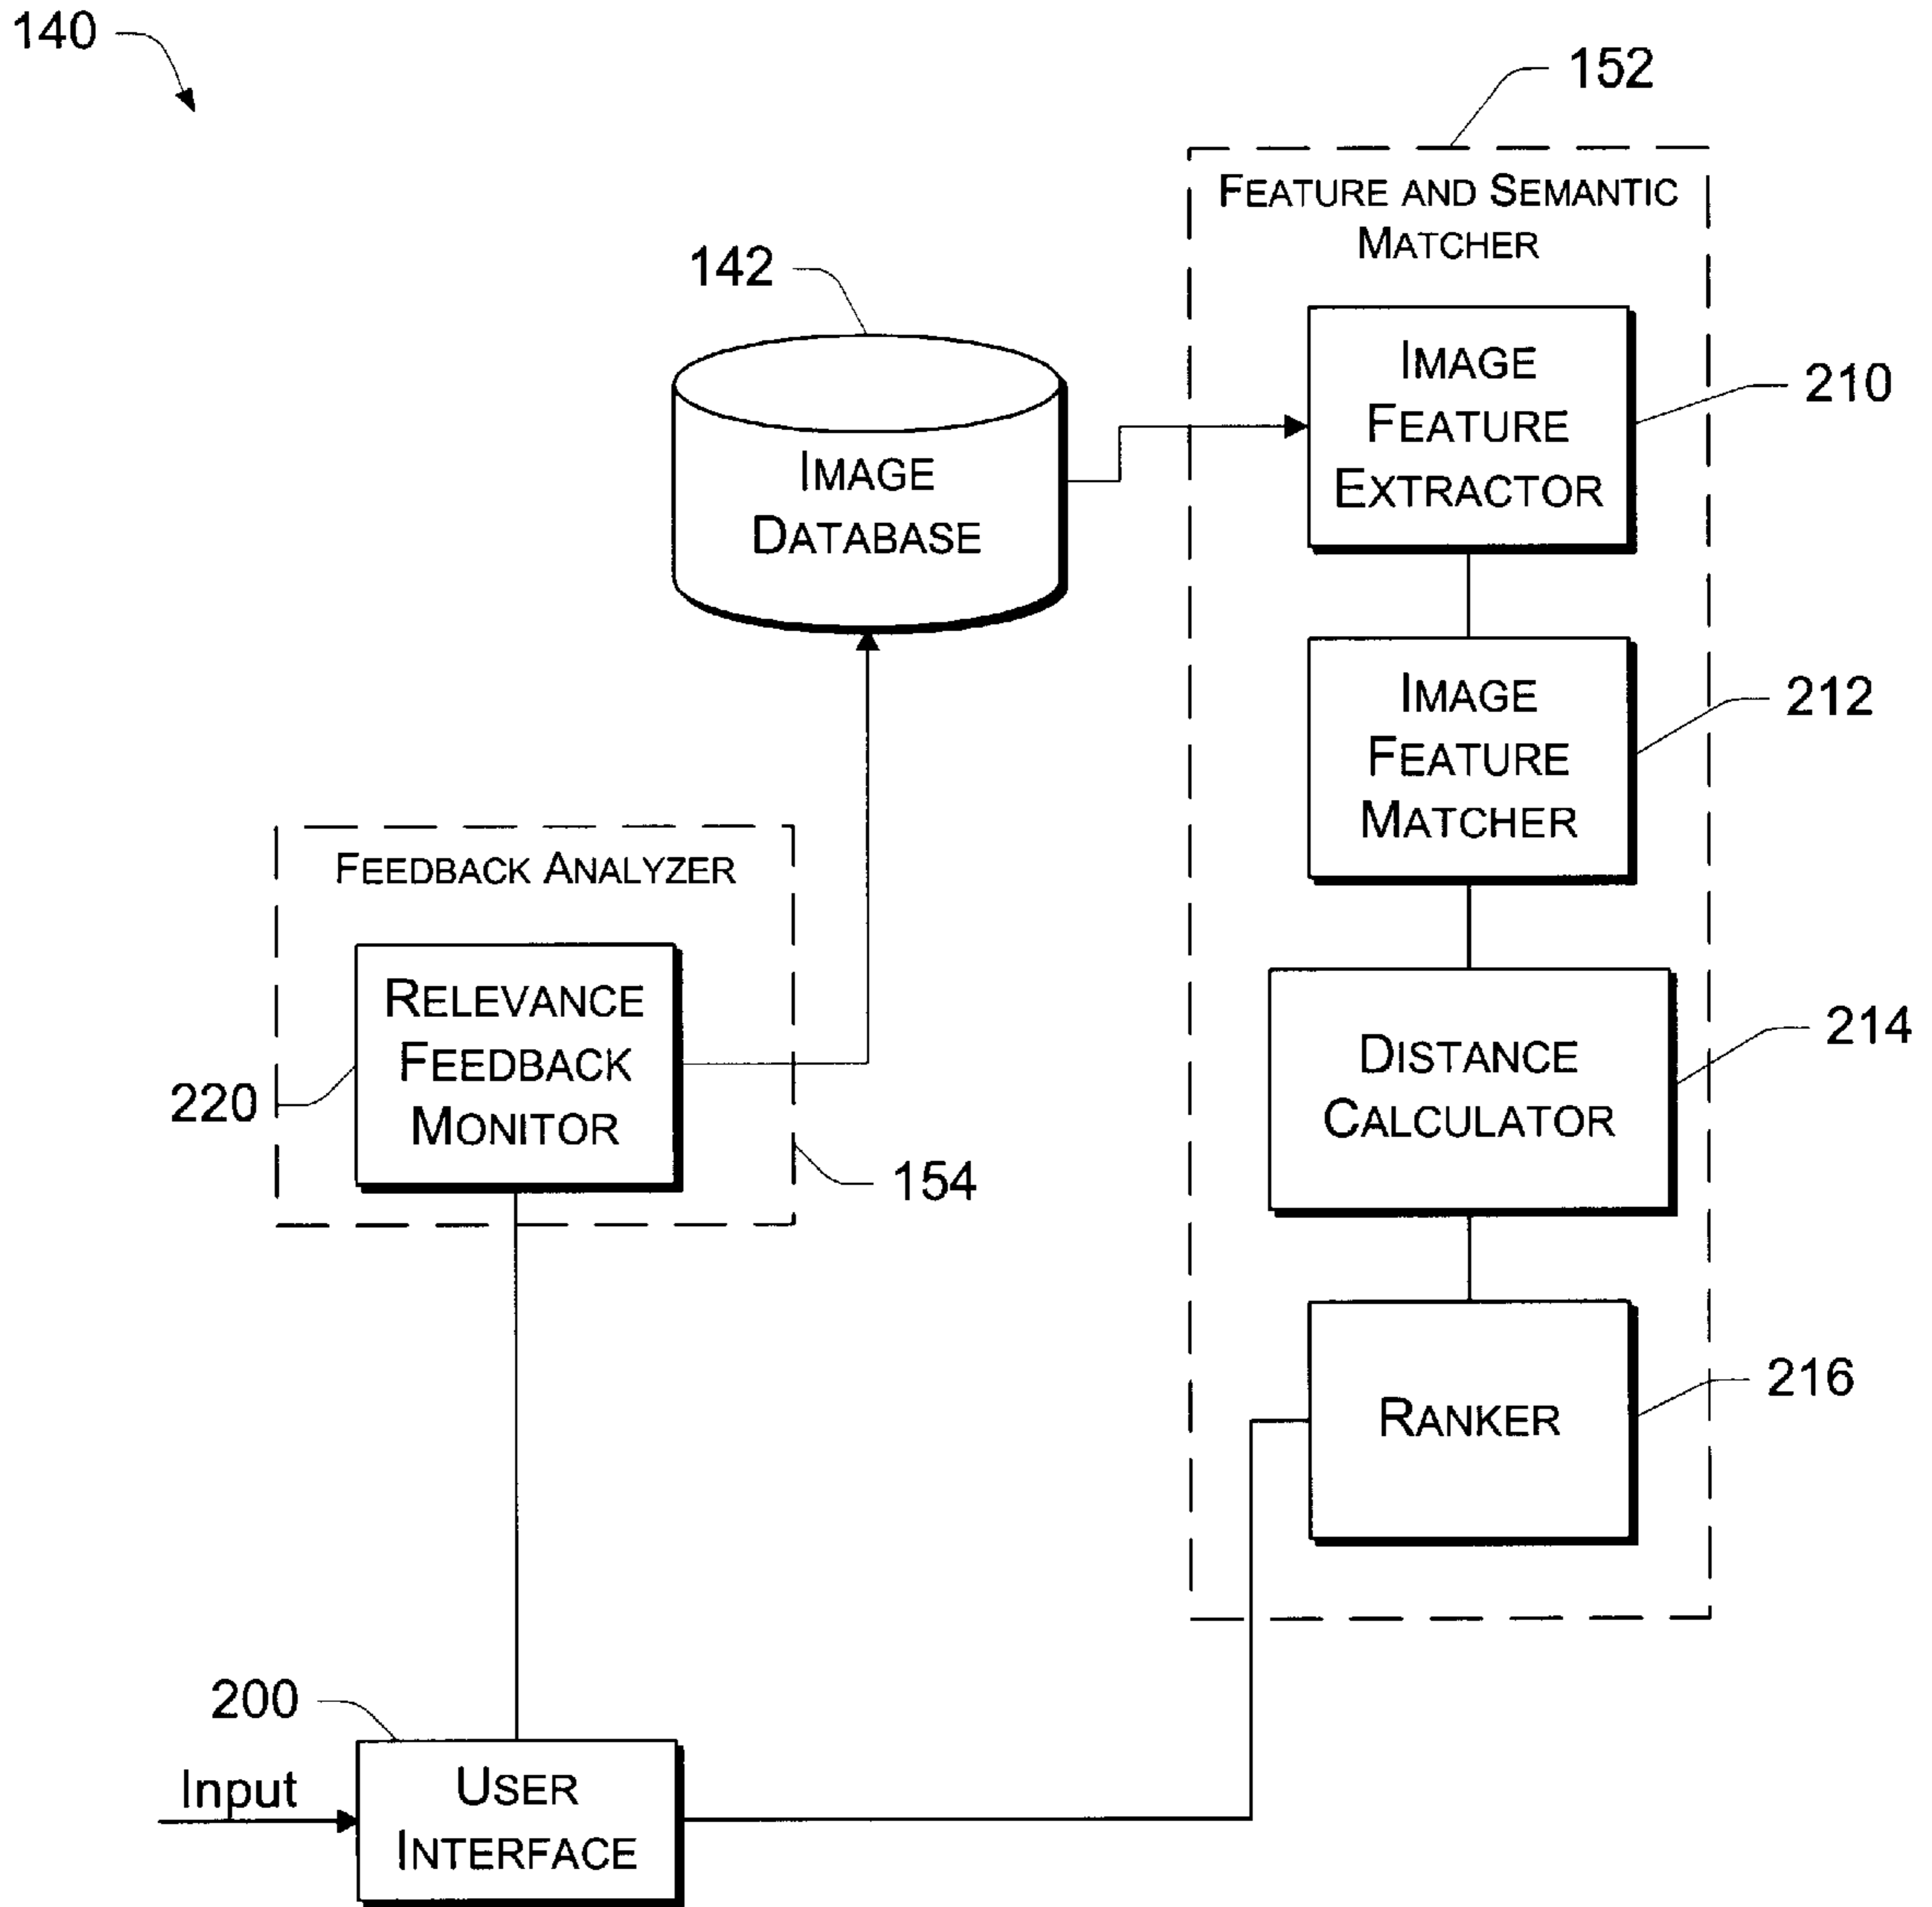 140
152
FEATURE AND SEMANTIC
MATCHER
142
IMAGE
FEATURE
EXTRACTOR
210
IMAGE
DATABASE
IMAGE
FEATURE
MATCHER
212
FEEDBACK ANALYZER
RELEVANCE
FEEDBACK
MONITOR
220
154
DISTANCE
CALCULATOR
214
RANKER
216
200
Input
USER
INTERFACE